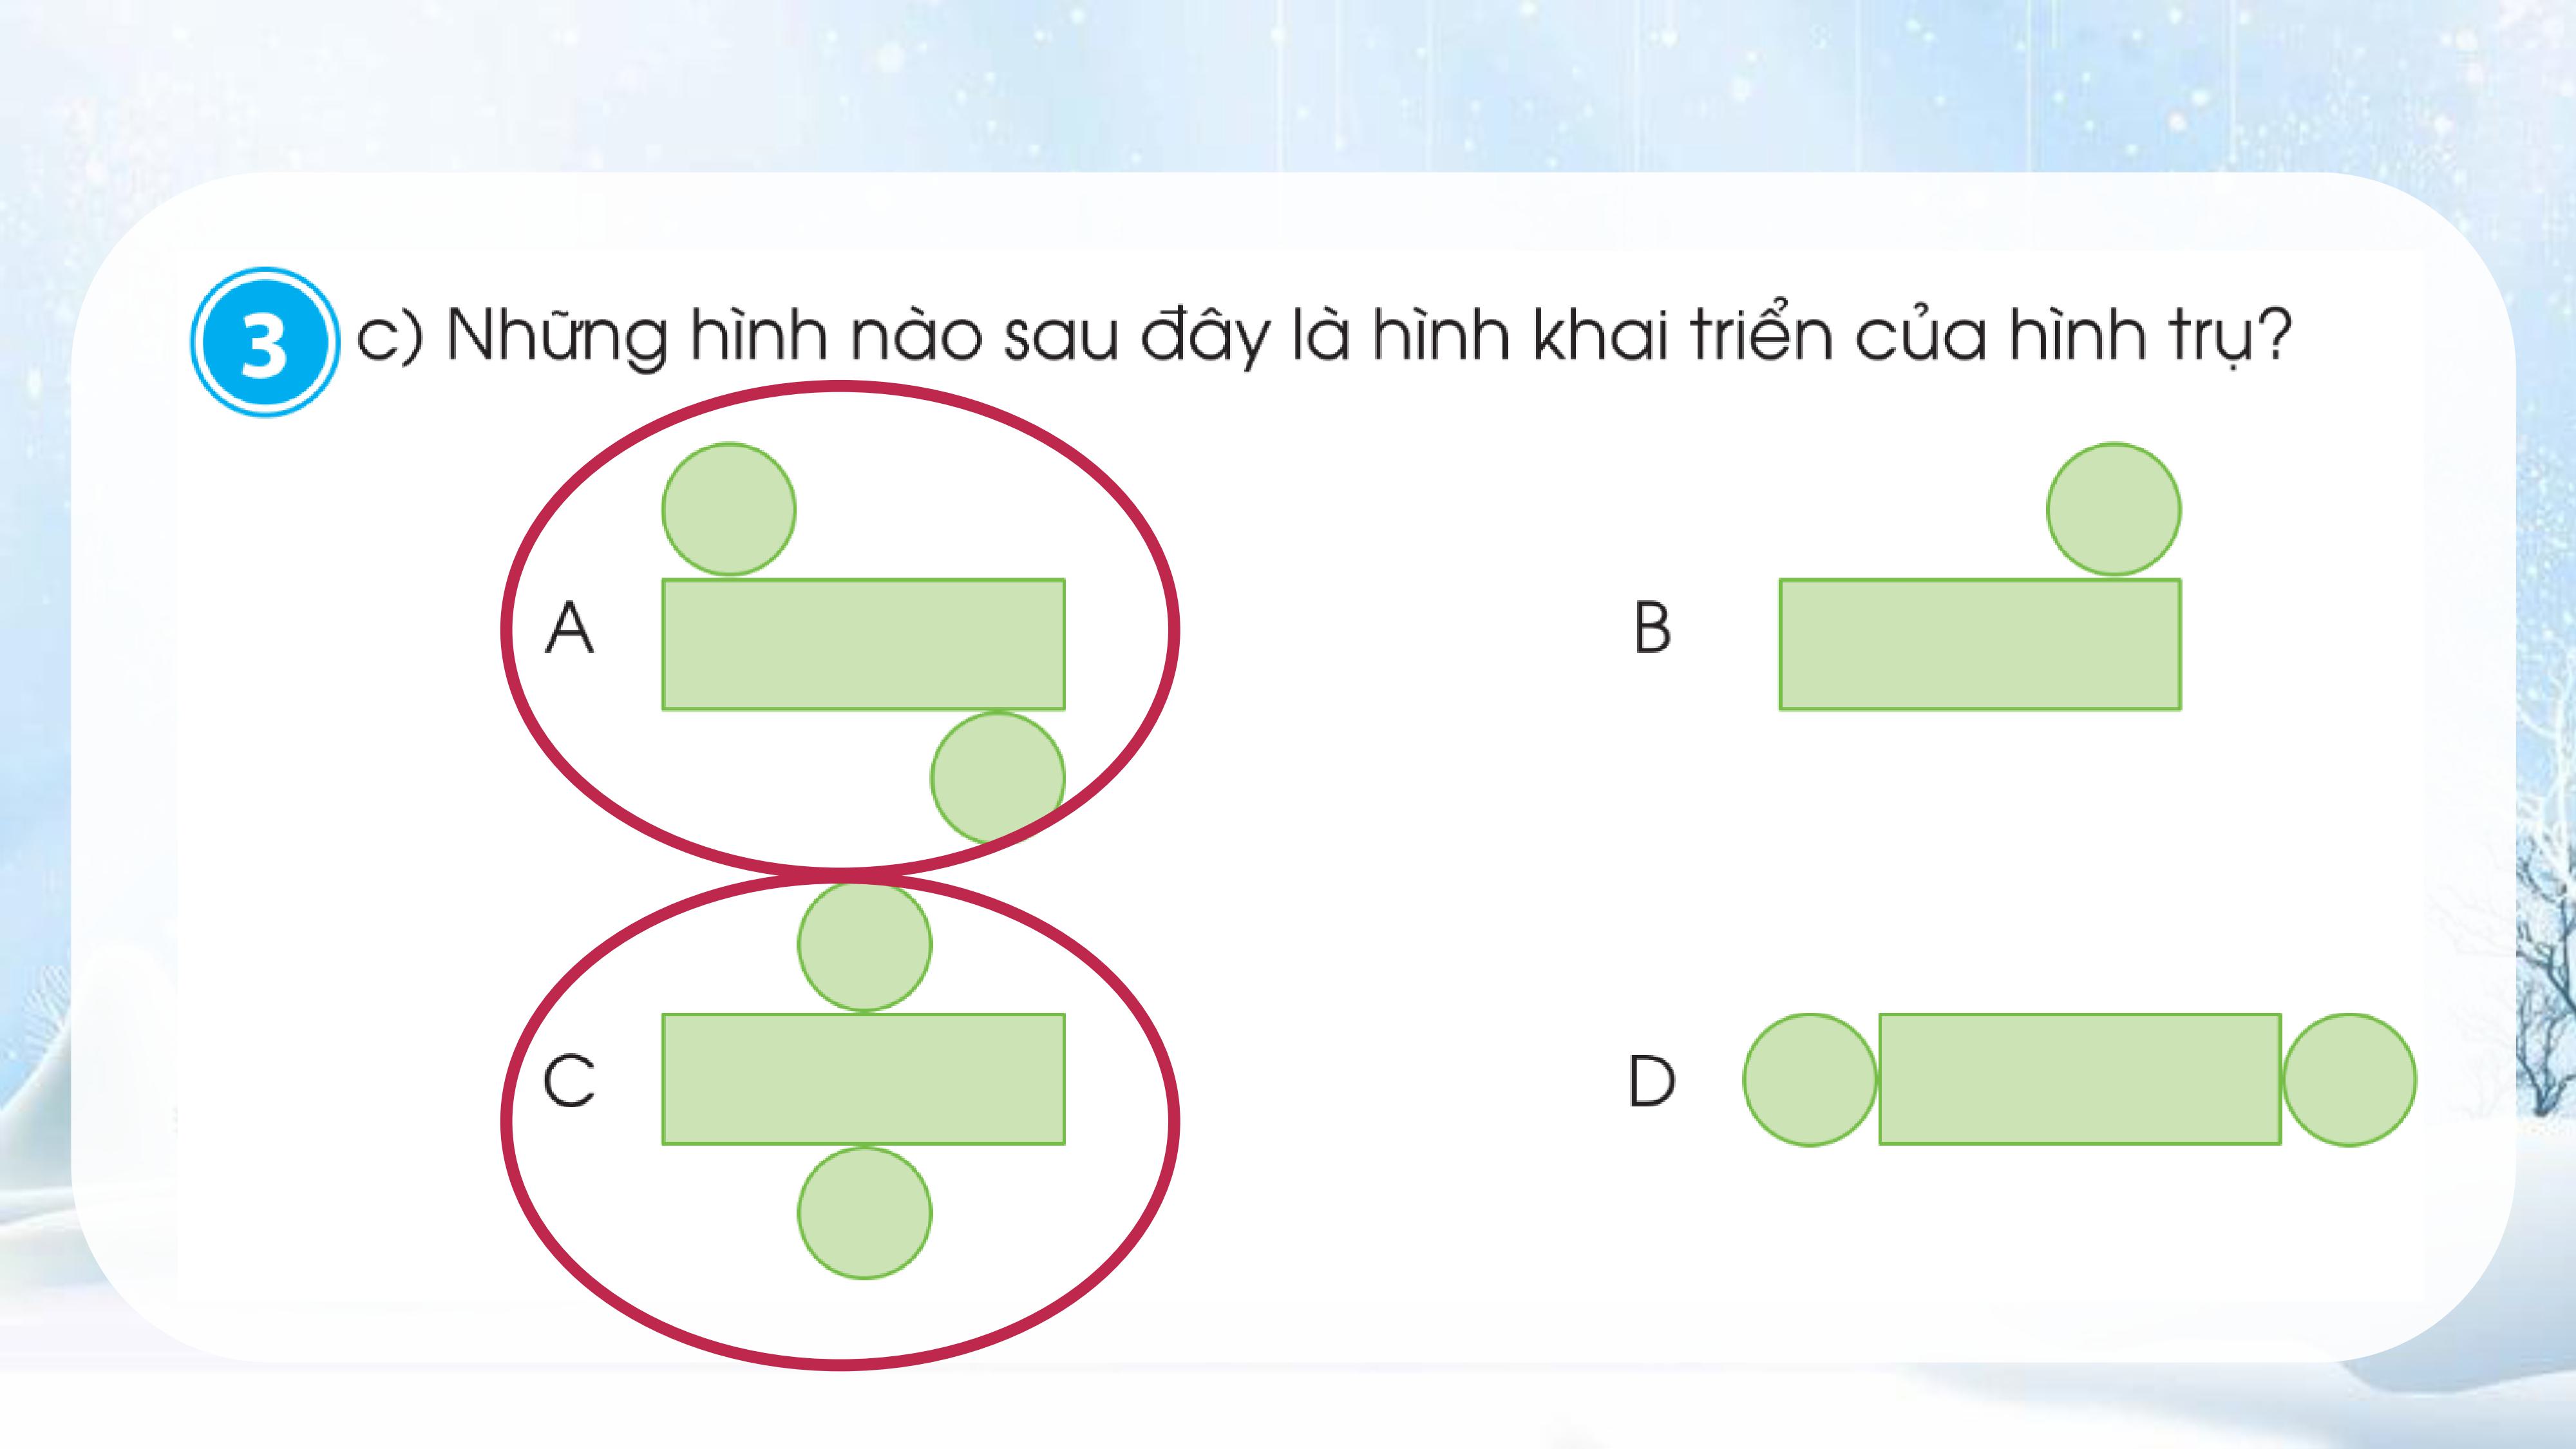 3 c) Những hình nào sau đây là hình khai triển của hình trụ?
A
B
C
D